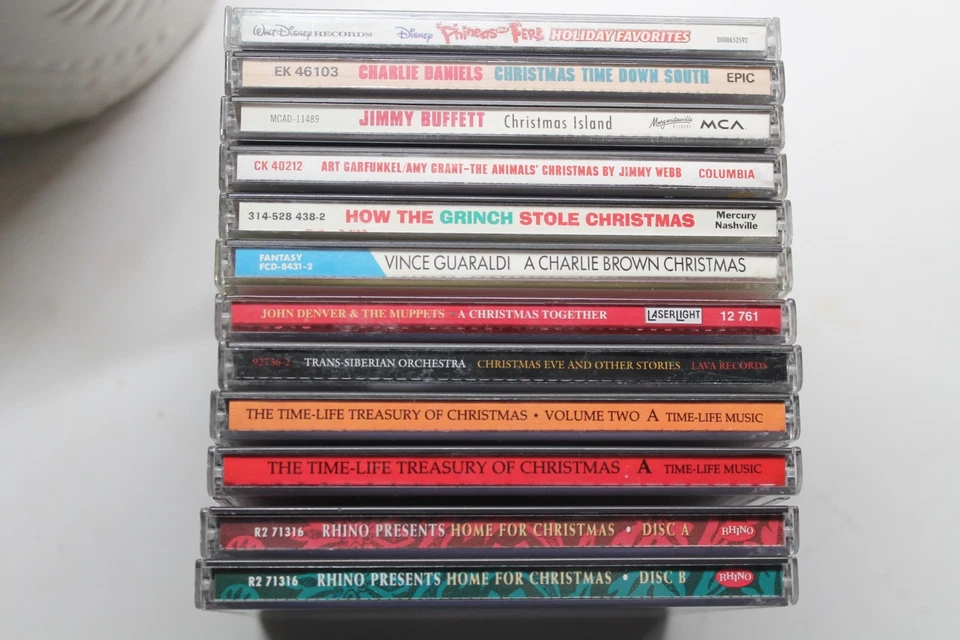 Walt Disney RECORDS Disney Phineas and Ferb HOLIDAY FAVORITES D000652592
EK 46103 CHARLIE DANIELS CHRISTMAS TIME DOWN SOUTH EPIC
MCAD-11489 JIMMY BUFFETT Christmas Island Margaritaville RECORDS MCA
CK 40212 ART GARFUNKEL/AMY GRANT-THE ANIMALS' CHRISTMAS BY JIMMY WEBB COLUMBIA
314-528 438-2 HOW THE GRINCH STOLE CHRISTMAS Mercury Nashville
FANTASY FCD-8431-2 VINCE GUARALDI A CHARLIE BROWN CHRISTMAS
JOHN DENVER & THE MUPPETS A CHRISTMAS TOGETHER LASERLIGHT 12 761
92736-2 TRANS-SIBERIAN ORCHESTRA CHRISTMAS EVE AND OTHER STORIES LAVA RECORDS
THE TIME-LIFE TREASURY OF CHRISTMAS • VOLUME TWO A TIME-LIFE MUSIC
THE TIME-LIFE TREASURY OF CHRISTMAS A TIME-LIFE MUSIC
R2 71316 RHINO PRESENTS HOME FOR CHRISTMAS • DISC A RHINO
R2 71316 RHINO PRESENTS HOME FOR CHRISTMAS • DISC B RHINO